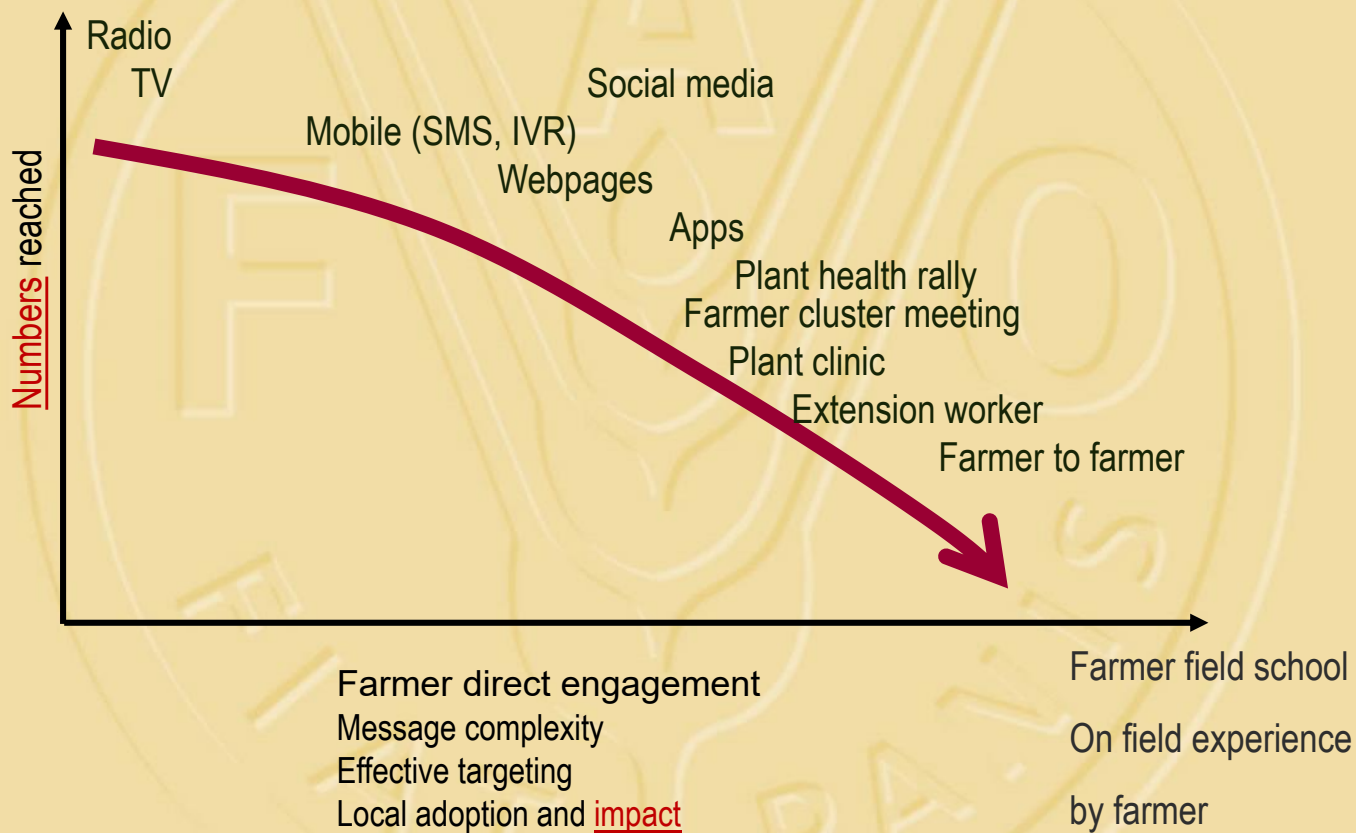 Radio
TV
Social media
Mobile (SMS, IVR)
Webpages
Apps
Plant health rally
Farmer cluster meeting
Plant clinic
Extension worker
Farmer to farmer
Numbers reached
Farmer direct engagement
Message complexity
Effective targeting
Local adoption and impact
Farmer field school
On field experience
by farmer
F A O
FIAT PANIS